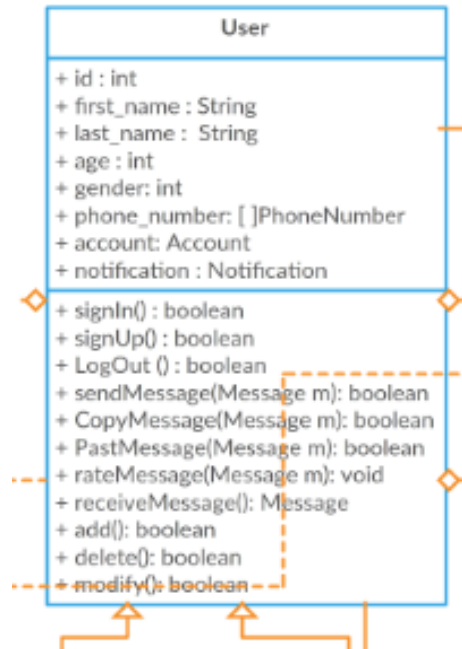 User
+ id : int
+ first_name : String
+ last_name : String
+ age : int
+ gender: int
+ phone_number: [ ]PhoneNumber
+ account: Account
+ notification : Notification
+ signIn() : boolean
+ signUp() : boolean
+ LogOut () : boolean
+ sendMessage(Message m): boolean
+ CopyMessage(Message m): boolean
+ PastMessage(Message m): boolean
+ rateMessage(Message m): void
+ receiveMessage(): Message
+ add(): boolean
+ delete(): boolean
+ modify(): boolean